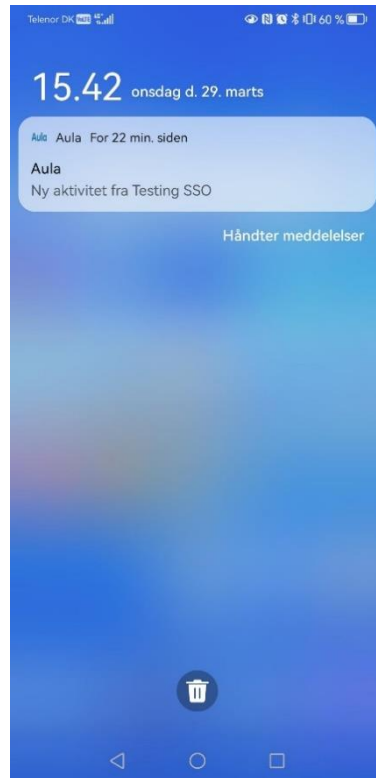 Telenor DK
60 %
15.42 onsdag d. 29. marts
Aula Aula For 22 min. siden
Aula
Ny aktivitet fra Testing SSO
Håndter meddelelser